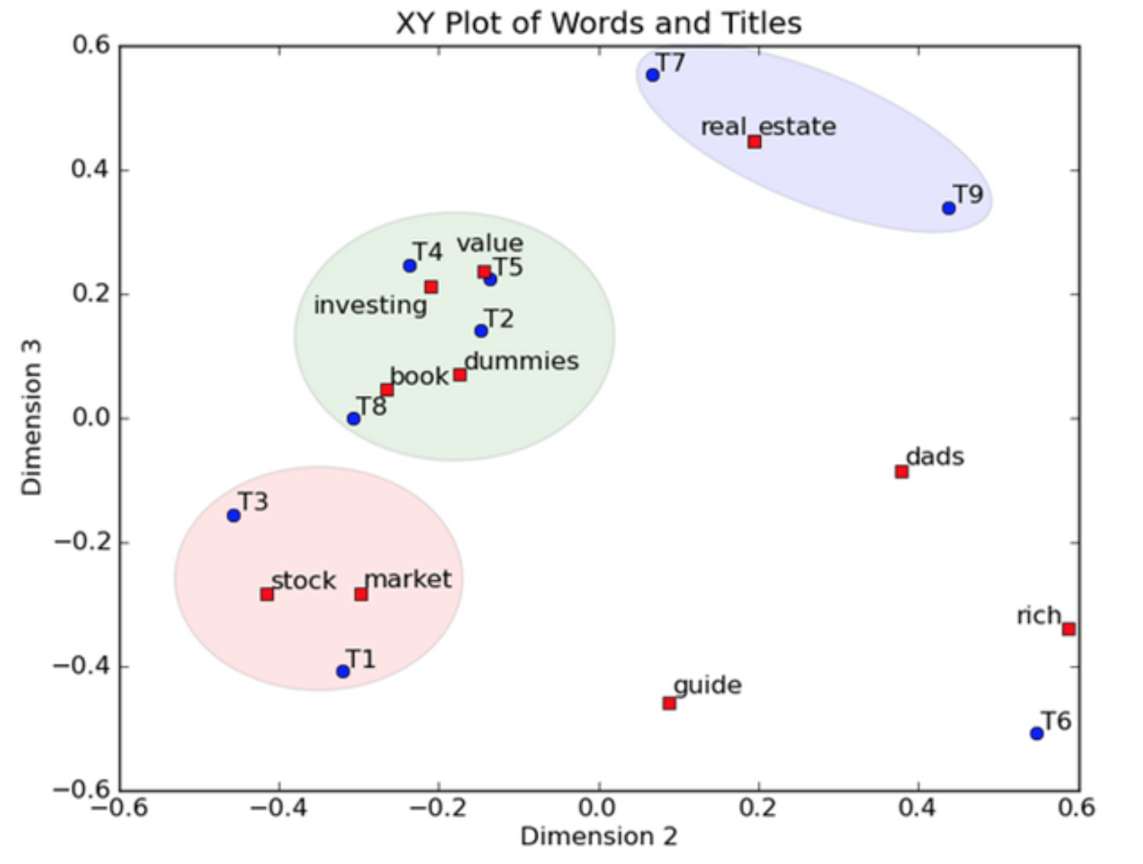 XY Plot of Words and Titles
0.6
T7
real estate
0.4
T9
T4
value
T5
0.2
investing
T2
dummies
book
T8
0.0
dads
T3
−0.2
stock
market
rich
T1
−0.4
guide
T6
−0.6
−0.6
−0.4
−0.2
0.0
0.2
0.4
0.6
Dimension 2
Dimension 3